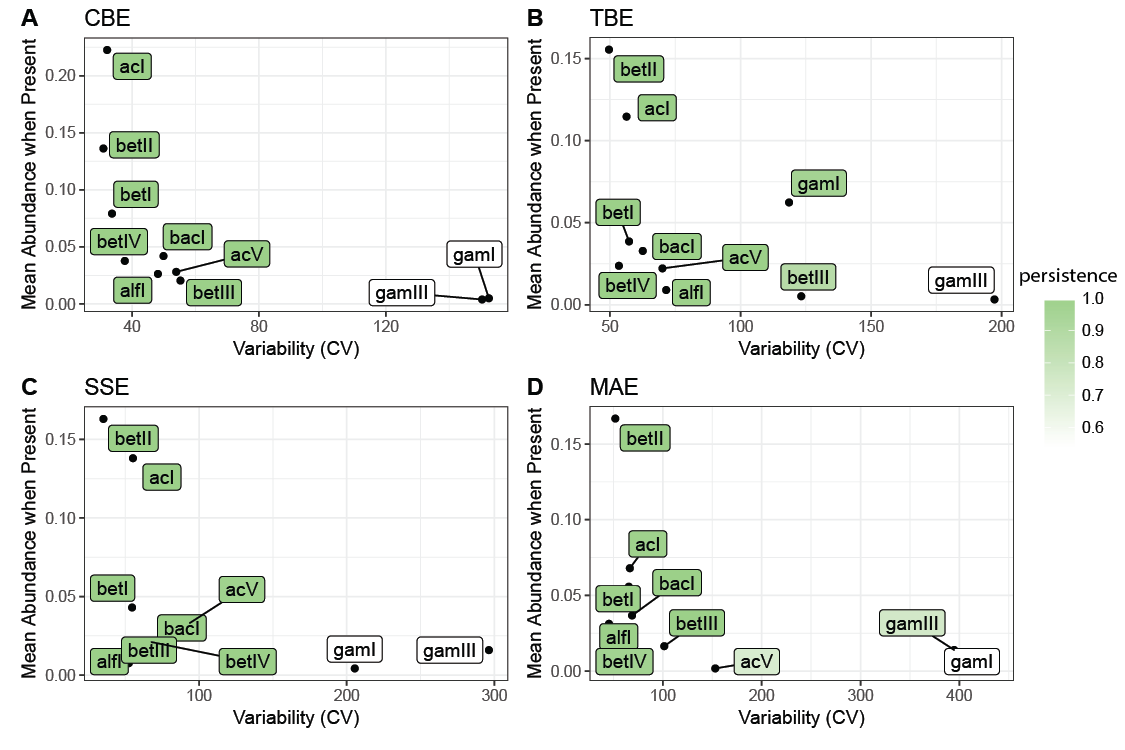 A CBE
Mean Abundance when Present
0.20
0.15
0.10
0.05
0.00
acI
betII
betI
betIV
bacI
acV
alfI
betIII
gamI
gamIII
40 80 120
Variability (CV)
B TBE
Mean Abundance when Present
0.15
0.10
0.05
0.00
betII
acI
gamI
betI
bacI
acV
betIV
alfI
betIII
gamIII
50 100 150 200
Variability (CV)
persistence
1.0
0.9
0.8
0.7
0.6
C SSE
Mean Abundance when Present
0.15
0.10
0.05
0.00
betII
acI
betI
acV
bacI
betIII
alfI
betIV
gamI
gamIII
100 200 300
Variability (CV)
D MAE
Mean Abundance when Present
0.15
0.10
0.05
0.00
betII
acI
bacI
betI
betIII
gamIII
alfI
betIV
acV
gamI
100 200 300 400
Variability (CV)